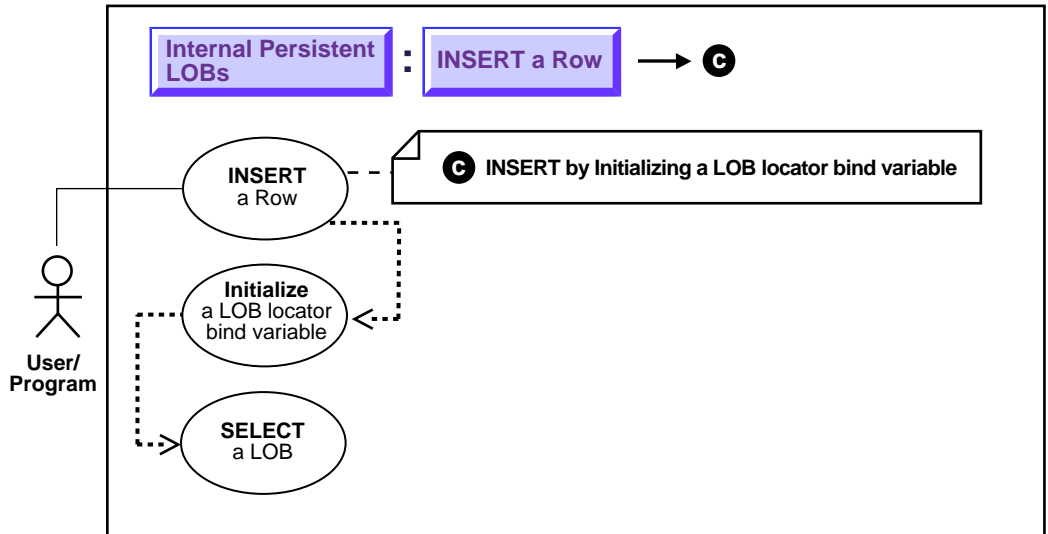 Internal Persistent
LOBs
:
INSERT a Row
C
C INSERT by Initializing a LOB locator bind variable
INSERT
a Row
Initialize
a LOB locator
bind variable
User/
Program
SELECT
a LOB